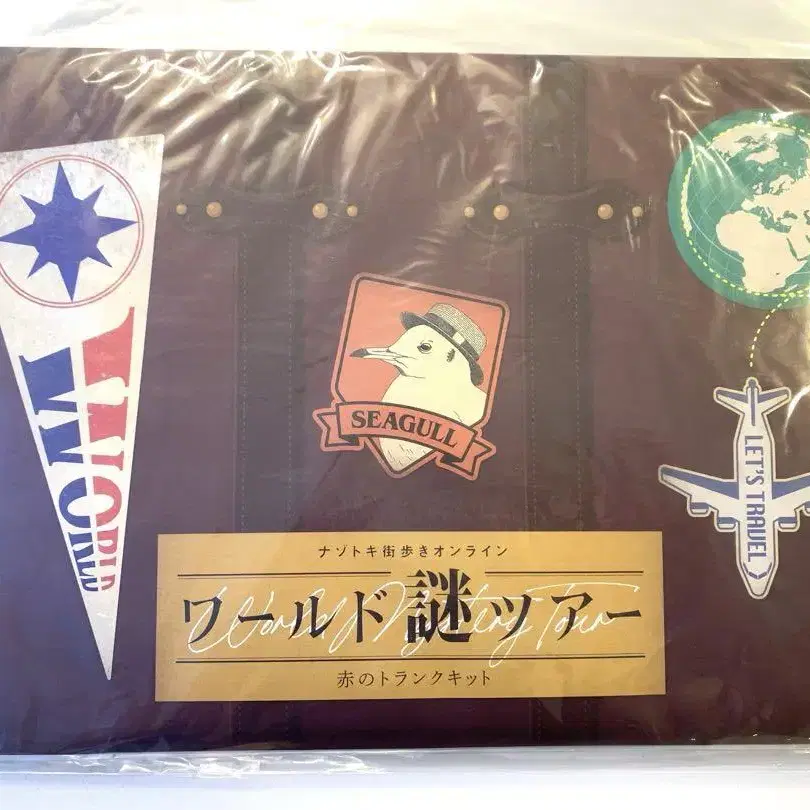 WORLD
WORLD
SEAGULL
LET'S TRAVEL
ナゾトキ街歩きオンライン
ワールド謎ツアー
World Mystery Tour
赤のトランクキット